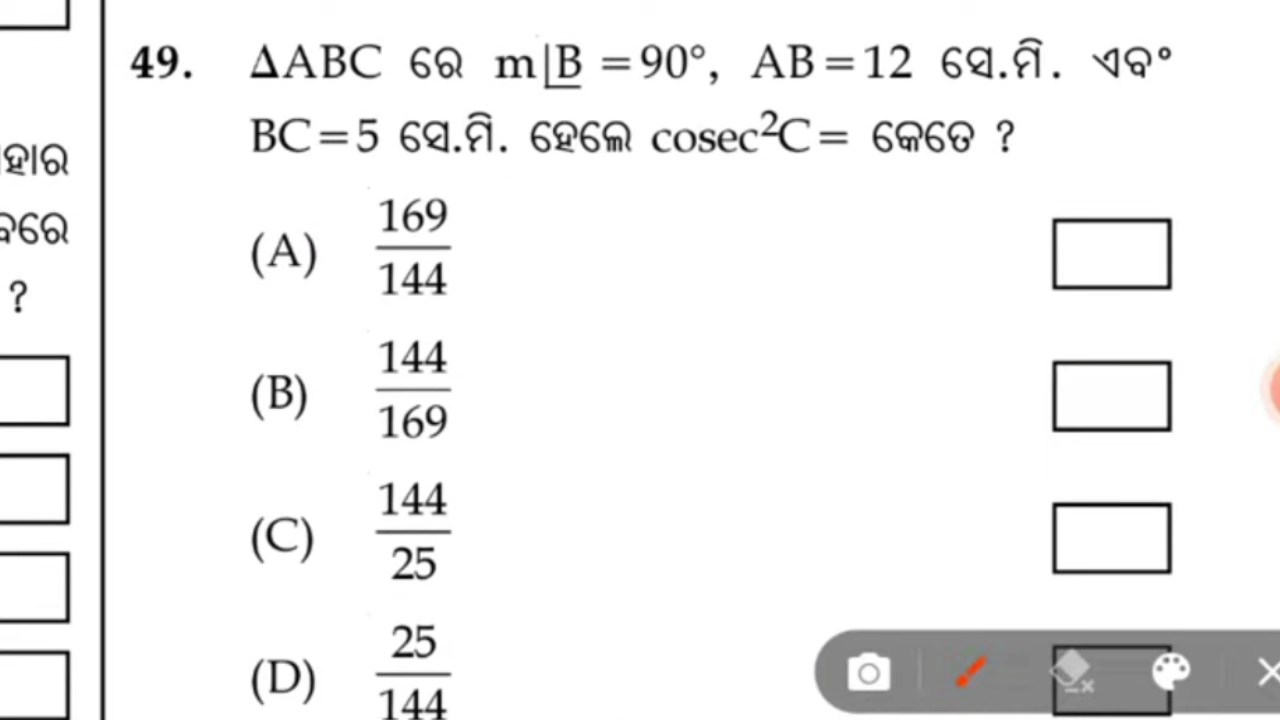 49. ΔABC ରେ m|B = 90°, AB = 12 ସେ.ମି. ଏବଂ
BC = 5 ସେ.ମି. ହେଲେ cosec²C = କେତେ ?
(A) 169/144
(B) 144/169
(C) 144/25
(D) 25/144
?